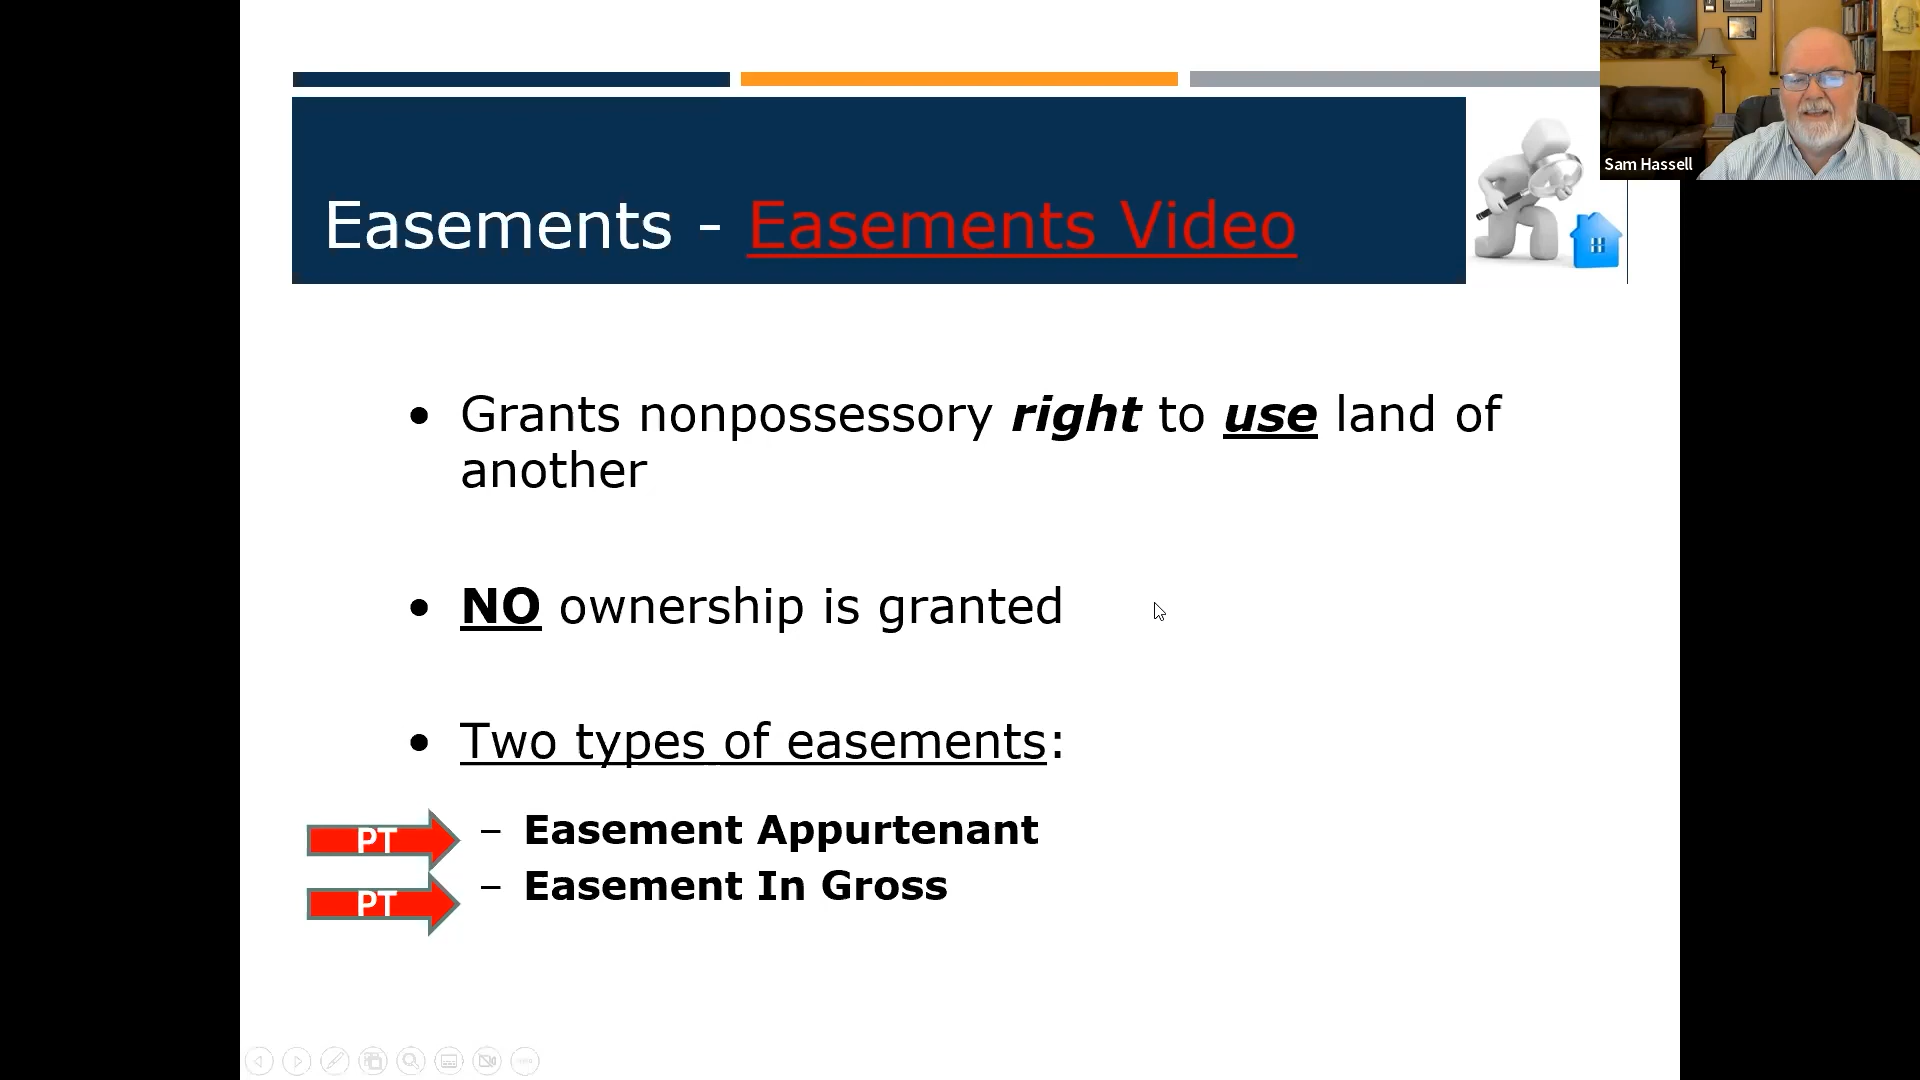 Sam Hassell
Easements - Easements Video
• Grants nonpossessory right to use land of
another
• NO ownership is granted
• Two types of easements:
PT – Easement Appurtenant
PT – Easement In Gross